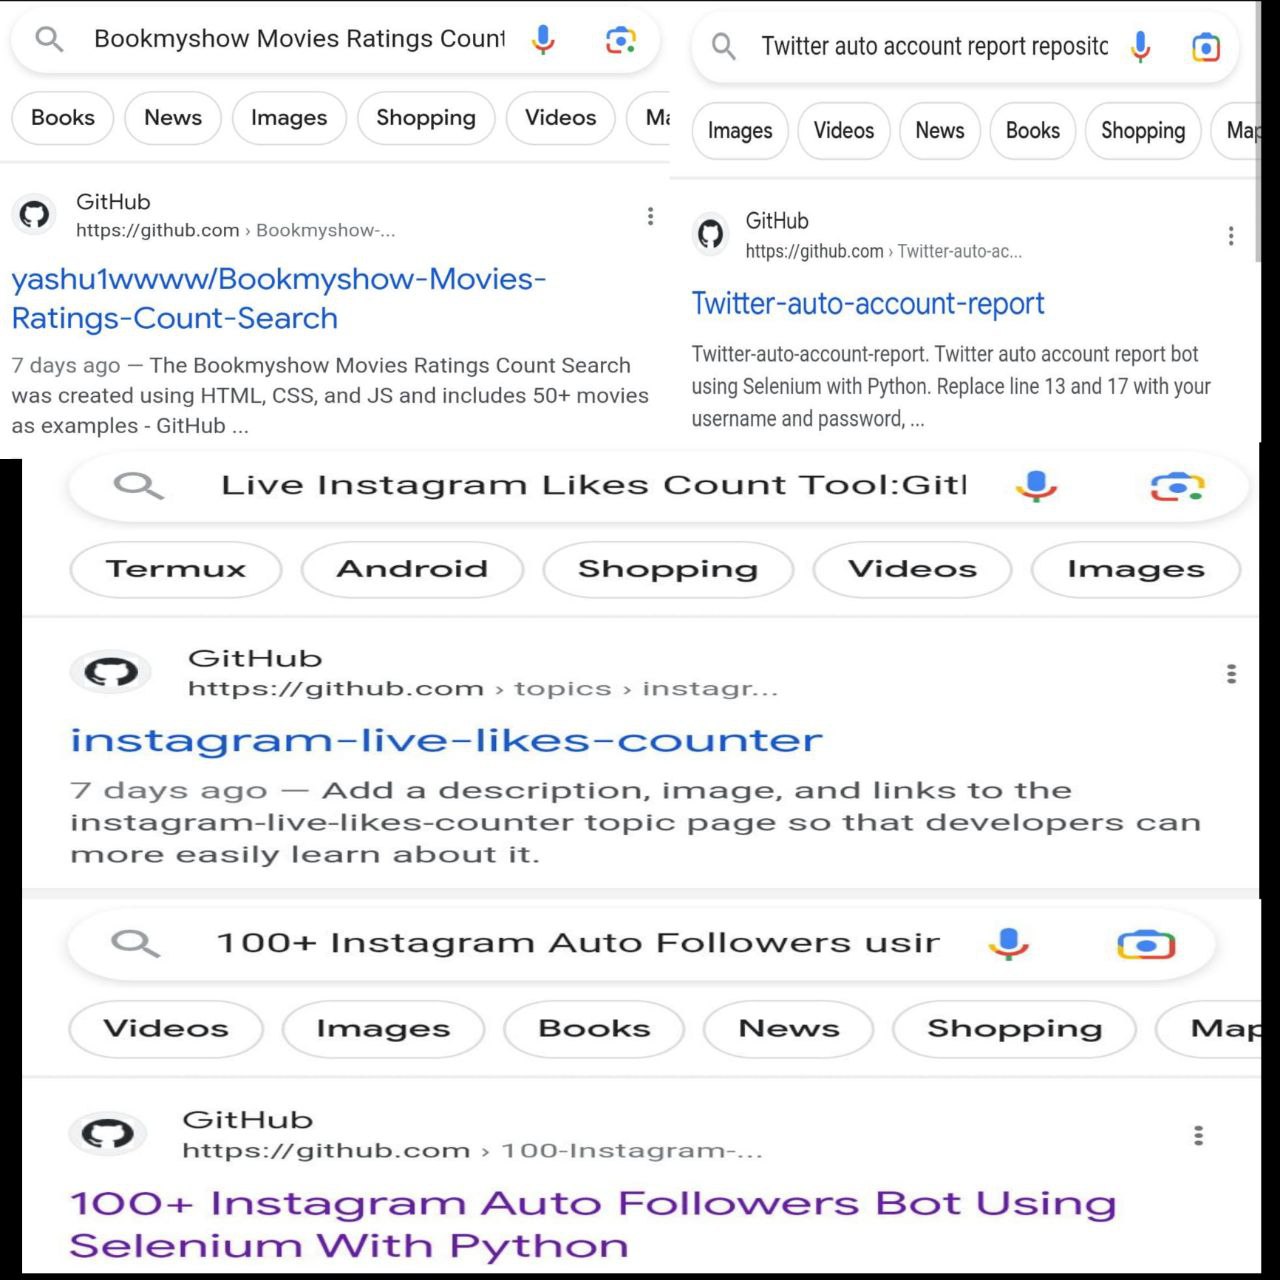 Bookmyshow Movies Ratings Count
Books News Images Shopping Videos Ma
GitHub
https://github.com › Bookmyshow-...
yashu1wwww/Bookmyshow-Movies-
Ratings-Count-Search
7 days ago — The Bookmyshow Movies Ratings Count Search
was created using HTML, CSS, and JS and includes 50+ movies
as examples - GitHub ...
Twitter auto account report reposito
Images Videos News Books Shopping Map
GitHub
https://github.com › Twitter-auto-ac...
Twitter-auto-account-report
Twitter-auto-account-report. Twitter auto account report bot
using Selenium with Python. Replace line 13 and 17 with your
username and password, ...
Live Instagram Likes Count Tool:Gitl
Termux Android Shopping Videos Images
GitHub
https://github.com › topics › instagr...
instagram-live-likes-counter
7 days ago — Add a description, image, and links to the
instagram-live-likes-counter topic page so that developers can
more easily learn about it.
100+ Instagram Auto Followers usir
Videos Images Books News Shopping Map
GitHub
https://github.com › 100-Instagram-...
100+ Instagram Auto Followers Bot Using
Selenium With Python